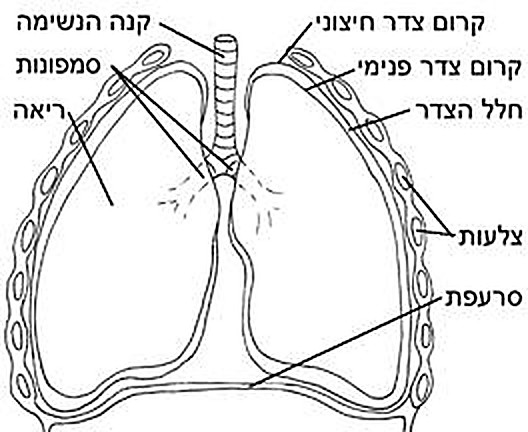 קרום צדר חיצוני
קנה הנשימה
קרום צדר פנימי
סמפונות
חלל הצדר
ריאה
צלעות
סרעפת